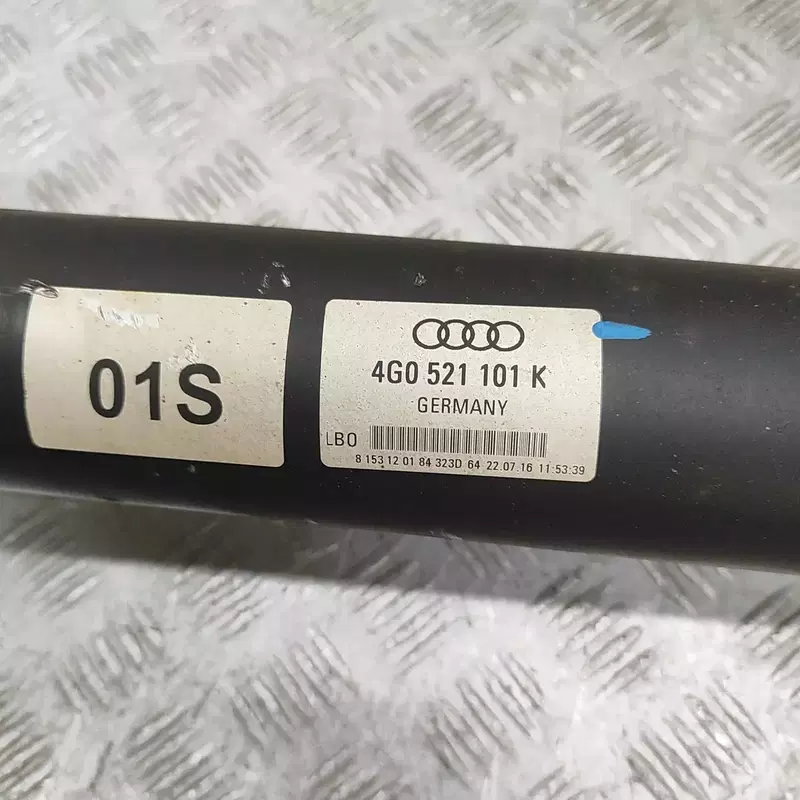 01S
4G0 521 101 K
GERMANY
LBO
8 153 12 01 84 323D 64 22.07.16 11:53:39